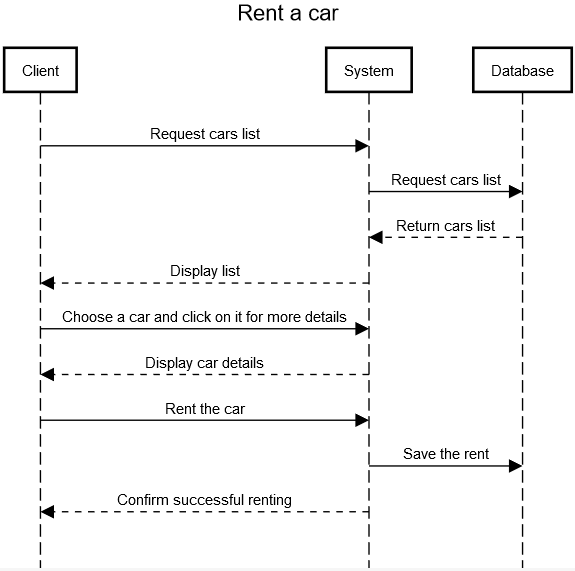 Rent a car
Client
System
Database
Request cars list
Request cars list
Return cars list
Display list
Choose a car and click on it for more details
Display car details
Rent the car
Save the rent
Confirm successful renting